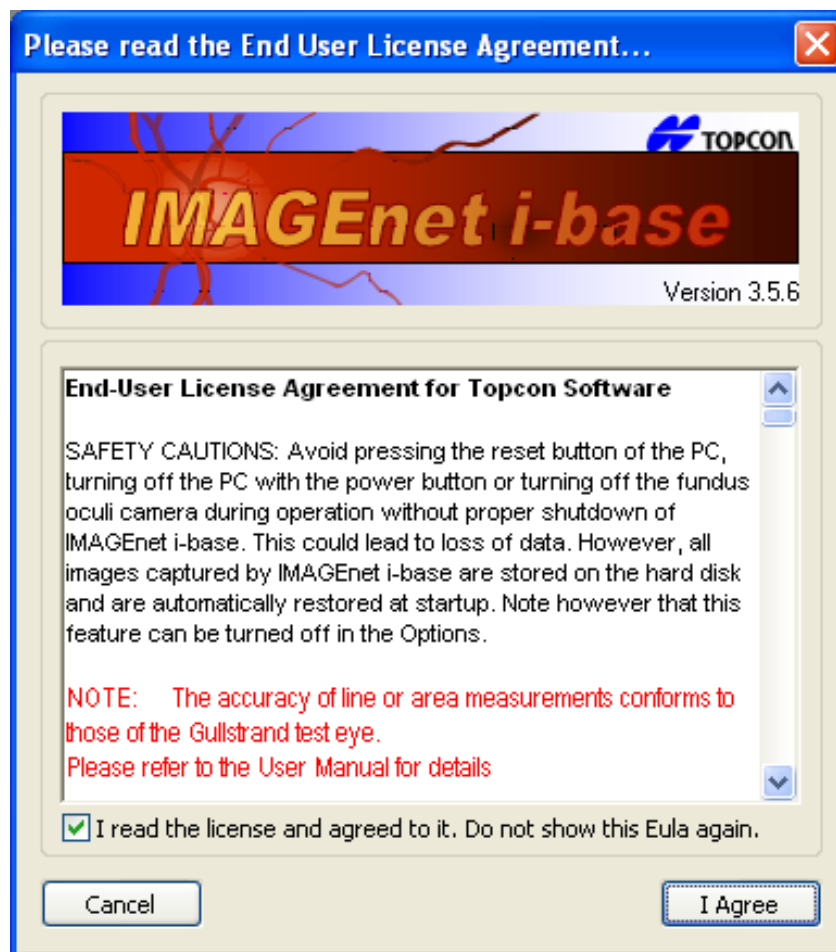 Please read the End User License Agreement...
TOPCON
IMAGEnet i-base
Version 3.5.6
End-User License Agreement for Topcon Software
SAFETY CAUTIONS: Avoid pressing the reset button of the PC,
turning off the PC with the power button or turning off the fundus
oculi camera during operation without proper shutdown of
IMAGEnet i-base. This could lead to loss of data. However, all
images captured by IMAGEnet i-base are stored on the hard disk
and are automatically restored at startup. Note however that this
feature can be turned off in the Options.
NOTE: The accuracy of line or area measurements conforms to
those of the Gullstrand test eye.
Please refer to the User Manual for details
I read the license and agreed to it. Do not show this Eula again.
Cancel
I Agree